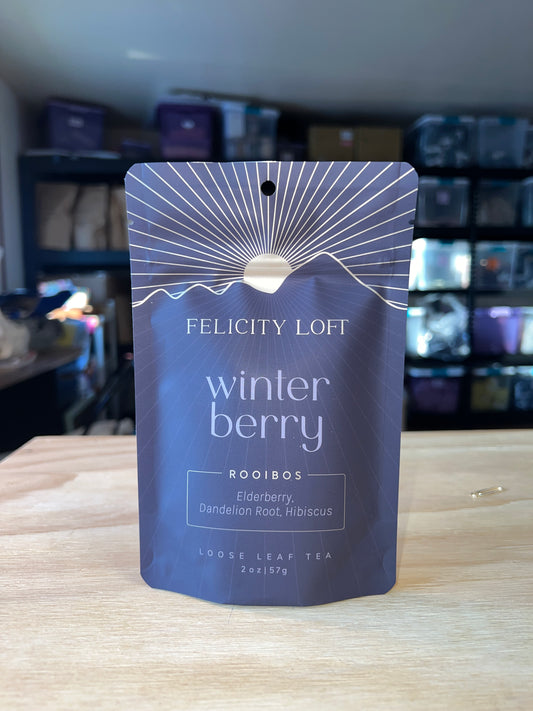 FELICITY LOFT
winter
berry
ROOIBOS
Elderberry,
Dandelion Root, Hibiscus
LOOSE LEAF TEA
2 oz | 57g